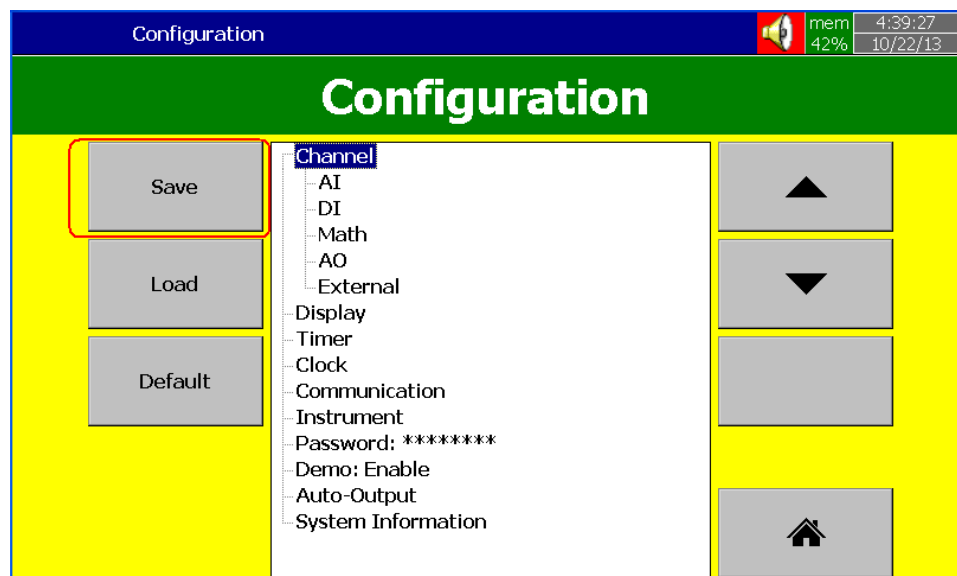 Configuration
mem 4:39:27
42% 10/22/13
Configuration
Save
Load
Default
Channel
AI
DI
Math
AO
External
Display
Timer
Clock
Communication
Instrument
Password: ********
Demo: Enable
Auto-Output
System Information